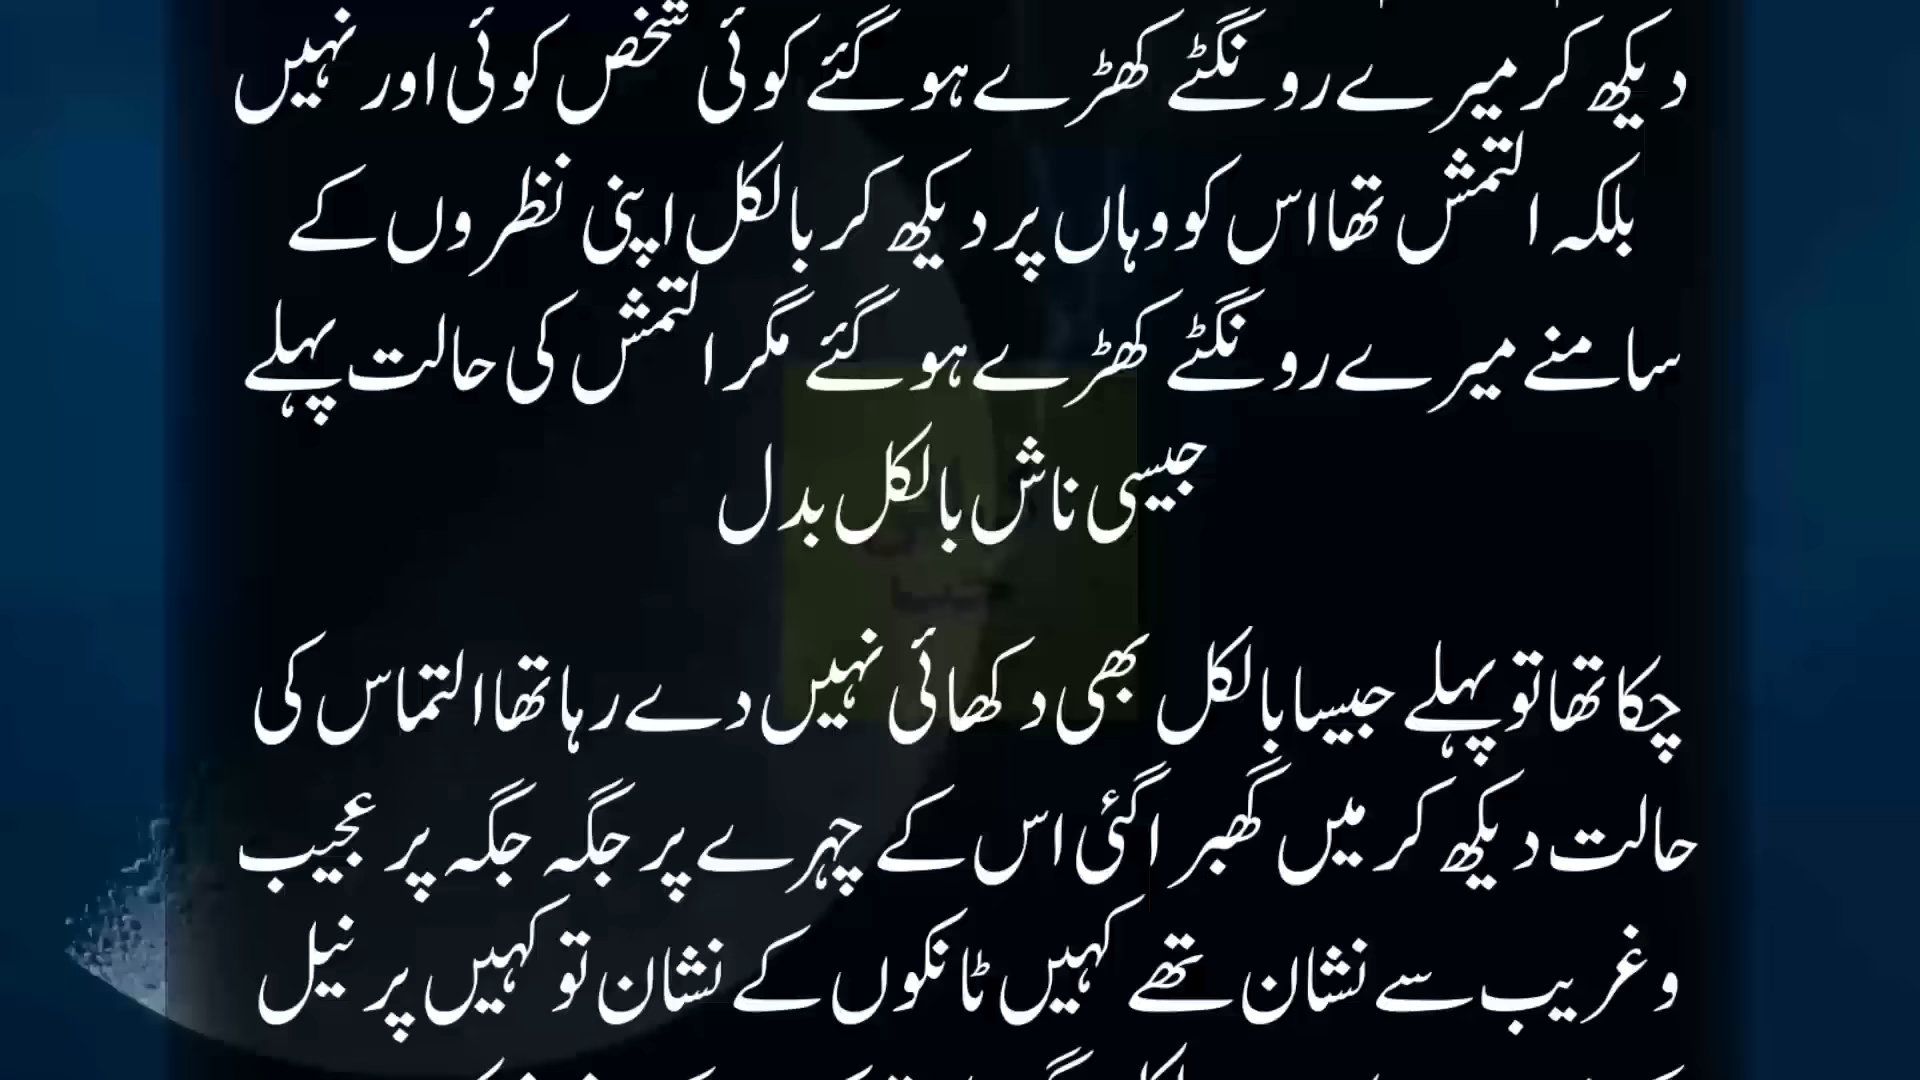 دیکھ کر میرے رونگٹے کھڑے ہو گئے کوئی شخص کوئی اور نہیں
بلکہ التمش تھا اس کو وہاں پر دیکھ کر بالکل اپنی نظروں کے
سامنے میرے رونگٹے کھڑے ہو گئے مگر التمش کی حالت پہلے
جیسی ناش بالکل بدل
چکا تھا تو پہلے جیسا بالکل بھی دکھائی نہیں دے رہا تھا التماس کی
حالت دیکھ کر میں گھبرا گئی اس کے چہرے پر جگہ جگہ پر عجیب
و غریب سے نشان تھے کہیں ٹانکوں کے نشان تو کہیں پر نیل